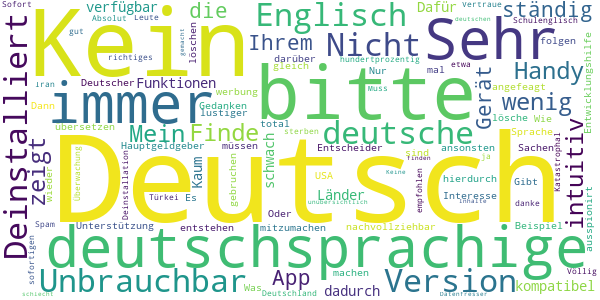 Sofort
Absolut
Leute
verfügbar
die
Englisch
Dafür
ständig
Vertraue
deutschen
Schulenglisch
Kein
gut
richtiges
löschen
gemacht
Ihrem
Nicht
Sehr
folgen
darüber
hundertprozentig
etwa
Deinstalliert
iran
Deutscher
Funktionen
gleich
Nur
mal
Gerät
Handy
Entwicklungshilfe
Dann
werbung
Gedanken
lustiger
immer
bitte
Muss
wenig
angefragt
lösche
Wie
zeigt
übersetzen
Mein
Finde
total
deutsche
Sprache
wieder
Hauptgeldgeber
müssen
schwach
sterben
Entscheider
ansonsten
ja
Sachen
intuitiv
Überwachung
Deinstallation
Kaum
gebrochen
sind
Finden
Katastrophal
Deutsch
USA
Länder
hierdurch
Gibt
Türkei
Es
unübersichtlich
Keine
empfohlen
Interesse
inhalte
danke
ausspioniert
Spam
Unterstützung
entstehen
Oder
mitzumachen
nachvollziehbar
Beispiel
deutschsprachige
sofortigen
Völlig
Unbrauchbar
App
machen
Version
kompatibel
schlecht
Was
Deutschland
dadurch
Datenfresser